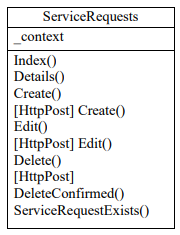 ServiceRequests
_context
Index()
Details()
Create()
[HttpPost] Create()
Edit()
[HttpPost] Edit()
Delete()
[HttpPost]
DeleteConfirmed()
ServiceRequestExists()